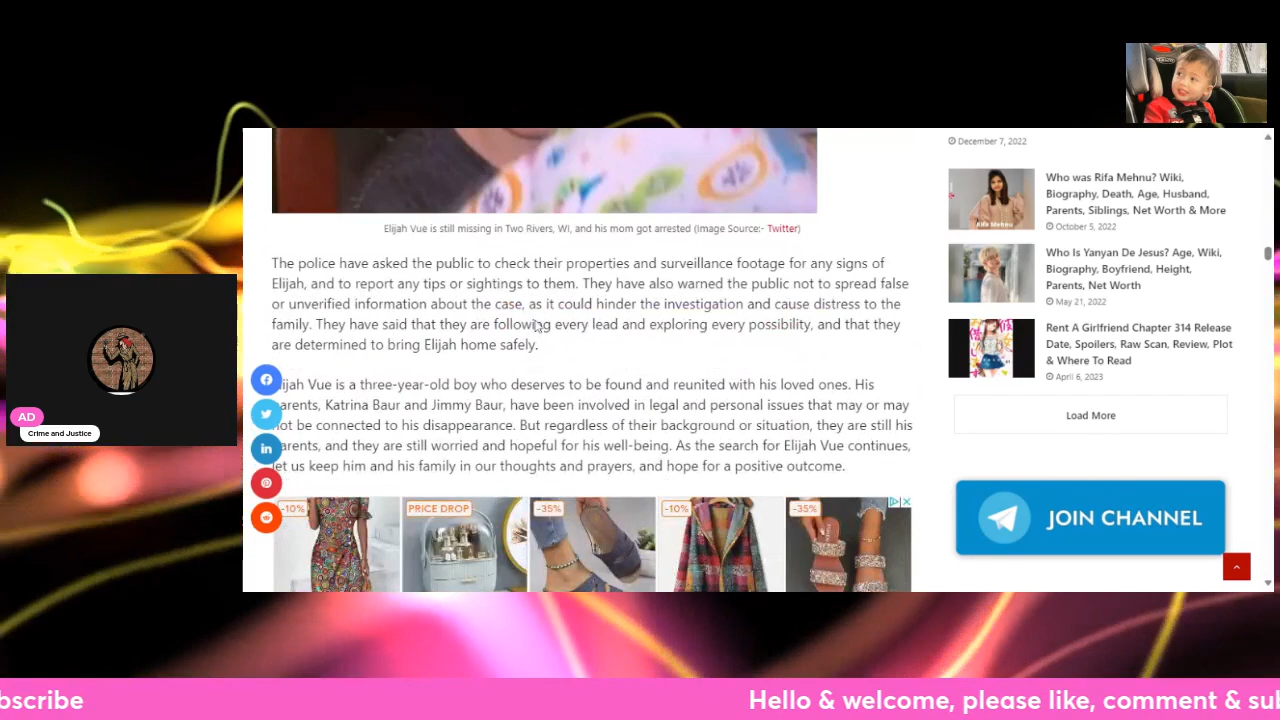 December 7, 2022
Who was Rifa Mehnu? Wiki,
Biography, Death, Age, Husband,
Parents, Siblings, Net Worth & More
October 5, 2022
Rifa Mehnu
Who Is Yanyan De Jesus? Age, Wiki,
Biography, Boyfriend, Height,
Parents, Net Worth
May 21, 2022
Rent A Girlfriend Chapter 314 Release
Date, Spoilers, Raw Scan, Review, Plot
& Where To Read
April 6, 2023
Load More
JOIN CHANNEL
Elijah Vue is still missing in Two Rivers, WI, and his mom got arrested (Image Source:- Twitter)
The police have asked the public to check their properties and surveillance footage for any signs of
Elijah, and to report any tips or sightings to them. They have also warned the public not to spread false
or unverified information about the case, as it could hinder the investigation and cause distress to the
family. They have said that they are following every lead and exploring every possibility, and that they
are determined to bring Elijah home safely.
lijah Vue is a three-year-old boy who deserves to be found and reunited with his loved ones. His
arents, Katrina Baur and Jimmy Baur, have been involved in legal and personal issues that may or may
not be connected to his disappearance. But regardless of their background or situation, they are still his
arents, and they are still worried and hopeful for his well-being. As the search for Elijah Vue continues,
let us keep him and his family in our thoughts and prayers, and hope for a positive outcome.
-10%
PRICE DROP
-35%
-10%
-35%
AD
Crime and Justice
bscribe
Hello & welcome, please like, comment & su